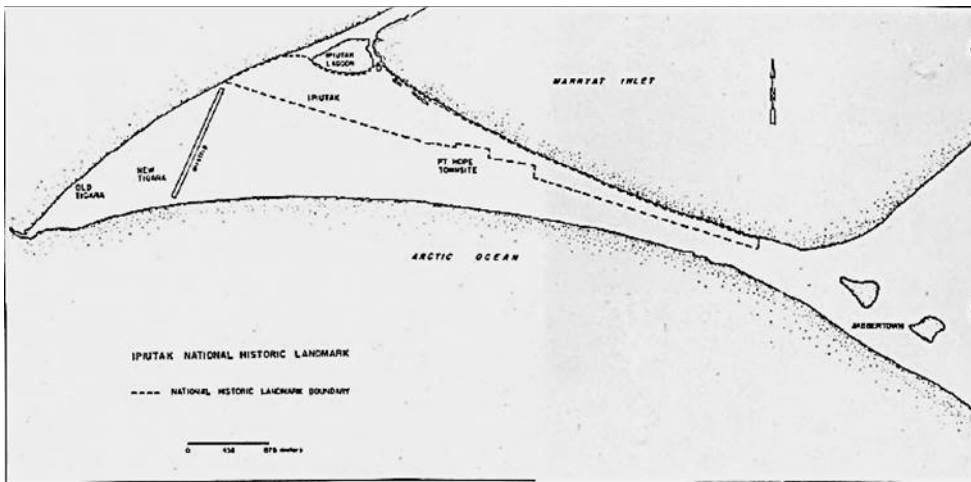 IPIUTAK
LAGOON
MARRYAT INLET
IPIUTAK
PT HOPE
TOWNSITE
NEW
TIGARA
OLD
TIGARA
ARCTIC OCEAN
JABBERTOWN
IPIUTAK NATIONAL HISTORIC LANDMARK
NATIONAL HISTORIC LANDMARK BOUNDARY
0
meters